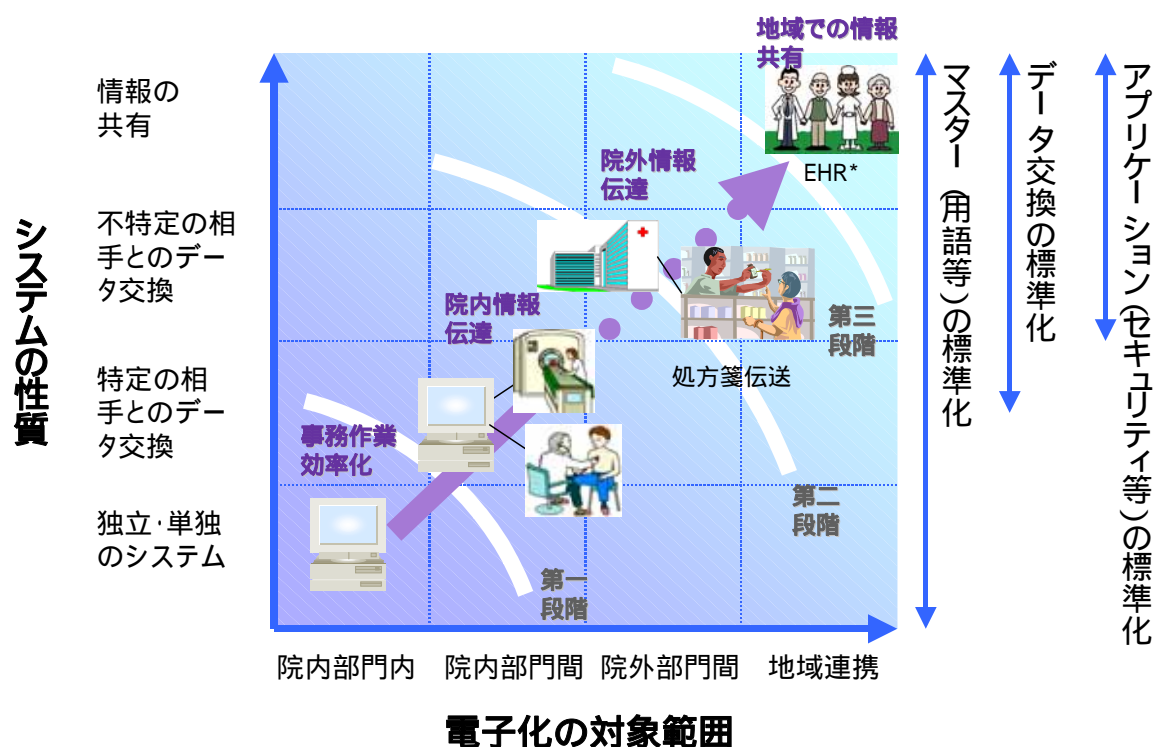 地域での情報
共有
情報の
共有
院外情報
伝達
EHR*
不特定の相
手とのデー
タ交換
院内情報
伝達
第三
段階
処方箋伝送
特定の相
手とのデー
タ交換
事務作業
効率化
第二
段階
独立・単独
のシステム
第一
段階
システムの性質
マスター(用語等)の標準化
データ交換の標準化
アプリケーション(セキュリティ等)の標準化
院内部門内 院内部門間 院外部門間 地域連携
電子化の対象範囲